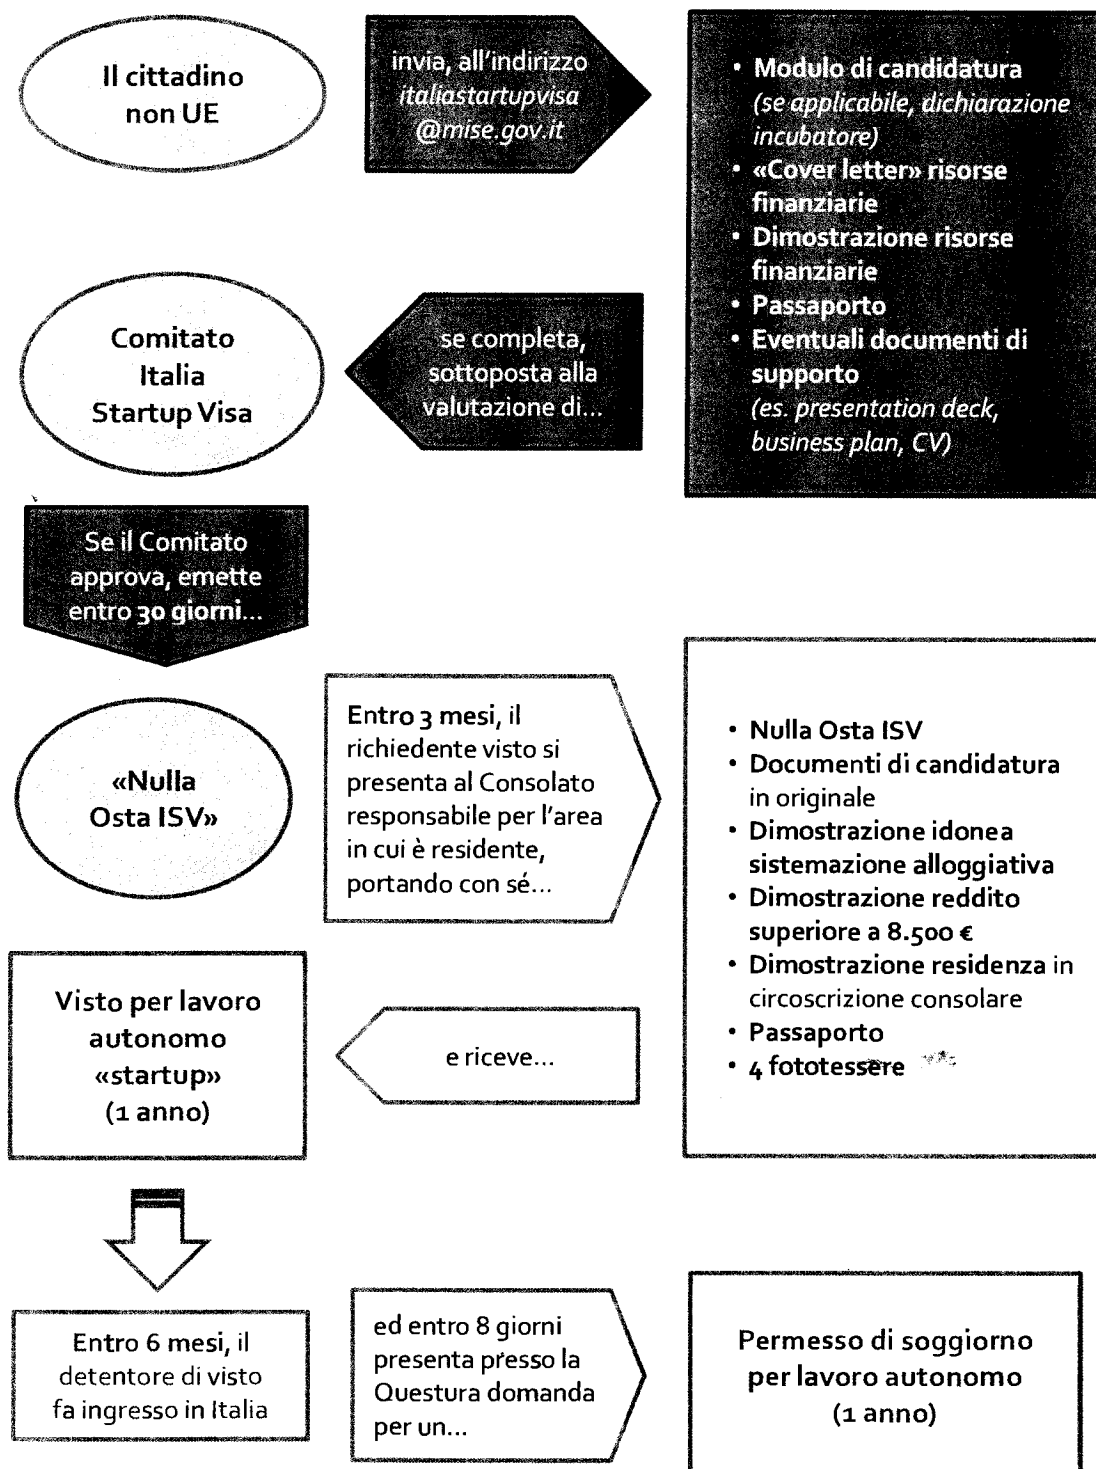 Il cittadino
non UE
invia, all'indirizzo
italiastartupvisa
@mise.gov.it
• Modulo di candidatura
(se applicabile, dichiarazione
incubatore)
• «Cover letter» risorse
finanziarie
• Dimostrazione risorse
finanziarie
• Passaporto
• Eventuali documenti di
supporto
(es. presentation deck,
business plan, CV)
se completa,
sottoposta alla
valutazione di...
Comitato
Italia
Startup Visa
Se il Comitato
approva, emette
entro 30 giorni...
«Nulla
Osta ISV»
Entro 3 mesi, il
richiedente visto si
presenta al Consolato
responsabile per l'area
in cui è residente,
portando con sé...
• Nulla Osta ISV
• Documenti di candidatura
in originale
• Dimostrazione idonea
sistemazione alloggiativa
• Dimostrazione reddito
superiore a 8.500 €
• Dimostrazione residenza in
circoscrizione consolare
• Passaporto
• 4 fototessere
e riceve...
Visto per lavoro
autonomo
«startup»
(1 anno)
Entro 6 mesi, il
detentore di visto
fa ingresso in Italia
ed entro 8 giorni
presenta presso la
Questura domanda
per un...
Permesso di soggiorno
per lavoro autonomo
(1 anno)